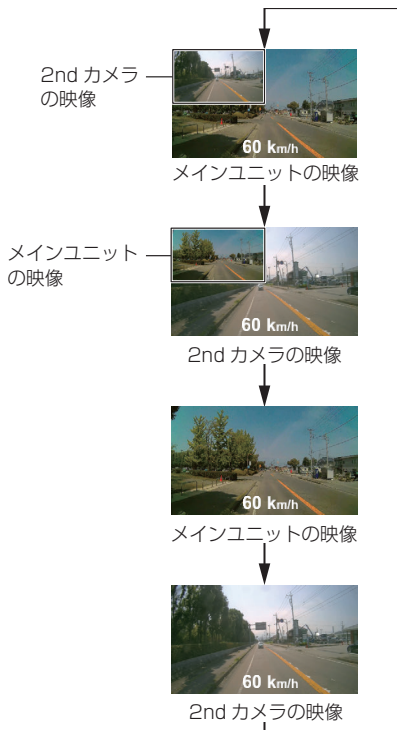 2nd カメラ
の映像
60 km/h
メインユニットの映像
メインユニット
の映像
60 km/h
2nd カメラの映像
60 km/h
メインユニットの映像
60 km/h
2nd カメラの映像